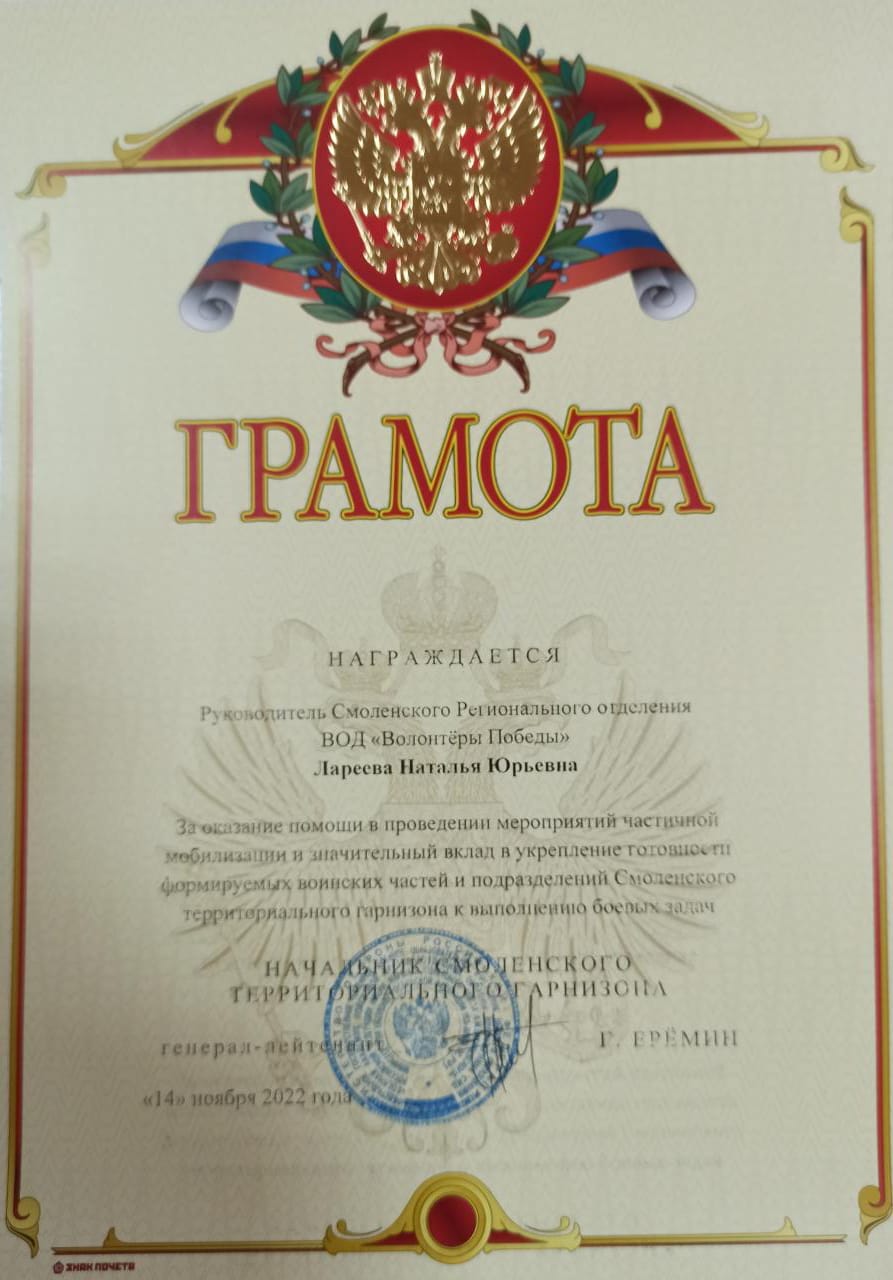 ГРАМОТА
НАГРАЖДАЕТСЯ
Руководитель Смоленского Регионального отделения
ВОД «Волонтёры Победы»
Лареева Наталья Юрьевна
За оказание помощи в проведении мероприятий частичной
мобилизации и значительный вклад в укрепление готовности
формируемых воинских частей и подразделений Смоленского
территориального гарнизона к выполнению боевых задач
НАЧАЛЬНИК СМОЛЕНСКОГО
ТЕРРИТОРИАЛЬНОГО ГАРНИЗОНА
генерал-лейтенант Г. ЕРЁМИН
«14» ноября 2022 года
ЗНАК ПОЧЕТА